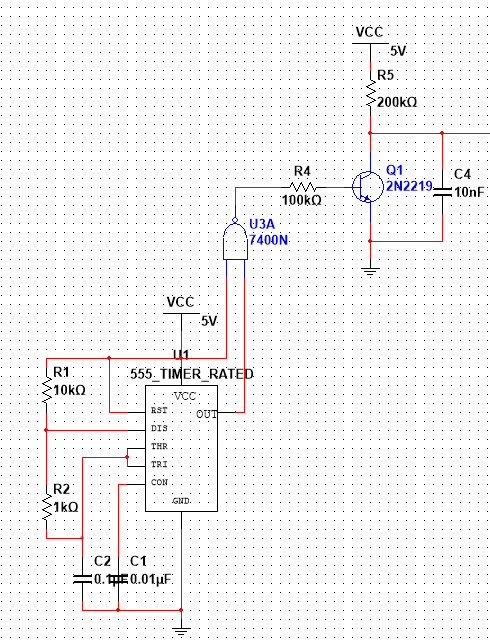 VCC
5V
R5
200kΩ
R4
100kΩ
Q1
2N2219
C4
10nF
U3A
7400N
VCC
5V
U1
555_TIMER_RATED
R1
10kΩ
VCC
RST
OUT
DIS
THR
TRI
CON
R2
1kΩ
GND
C2
0.1µF
C1
0.01µF